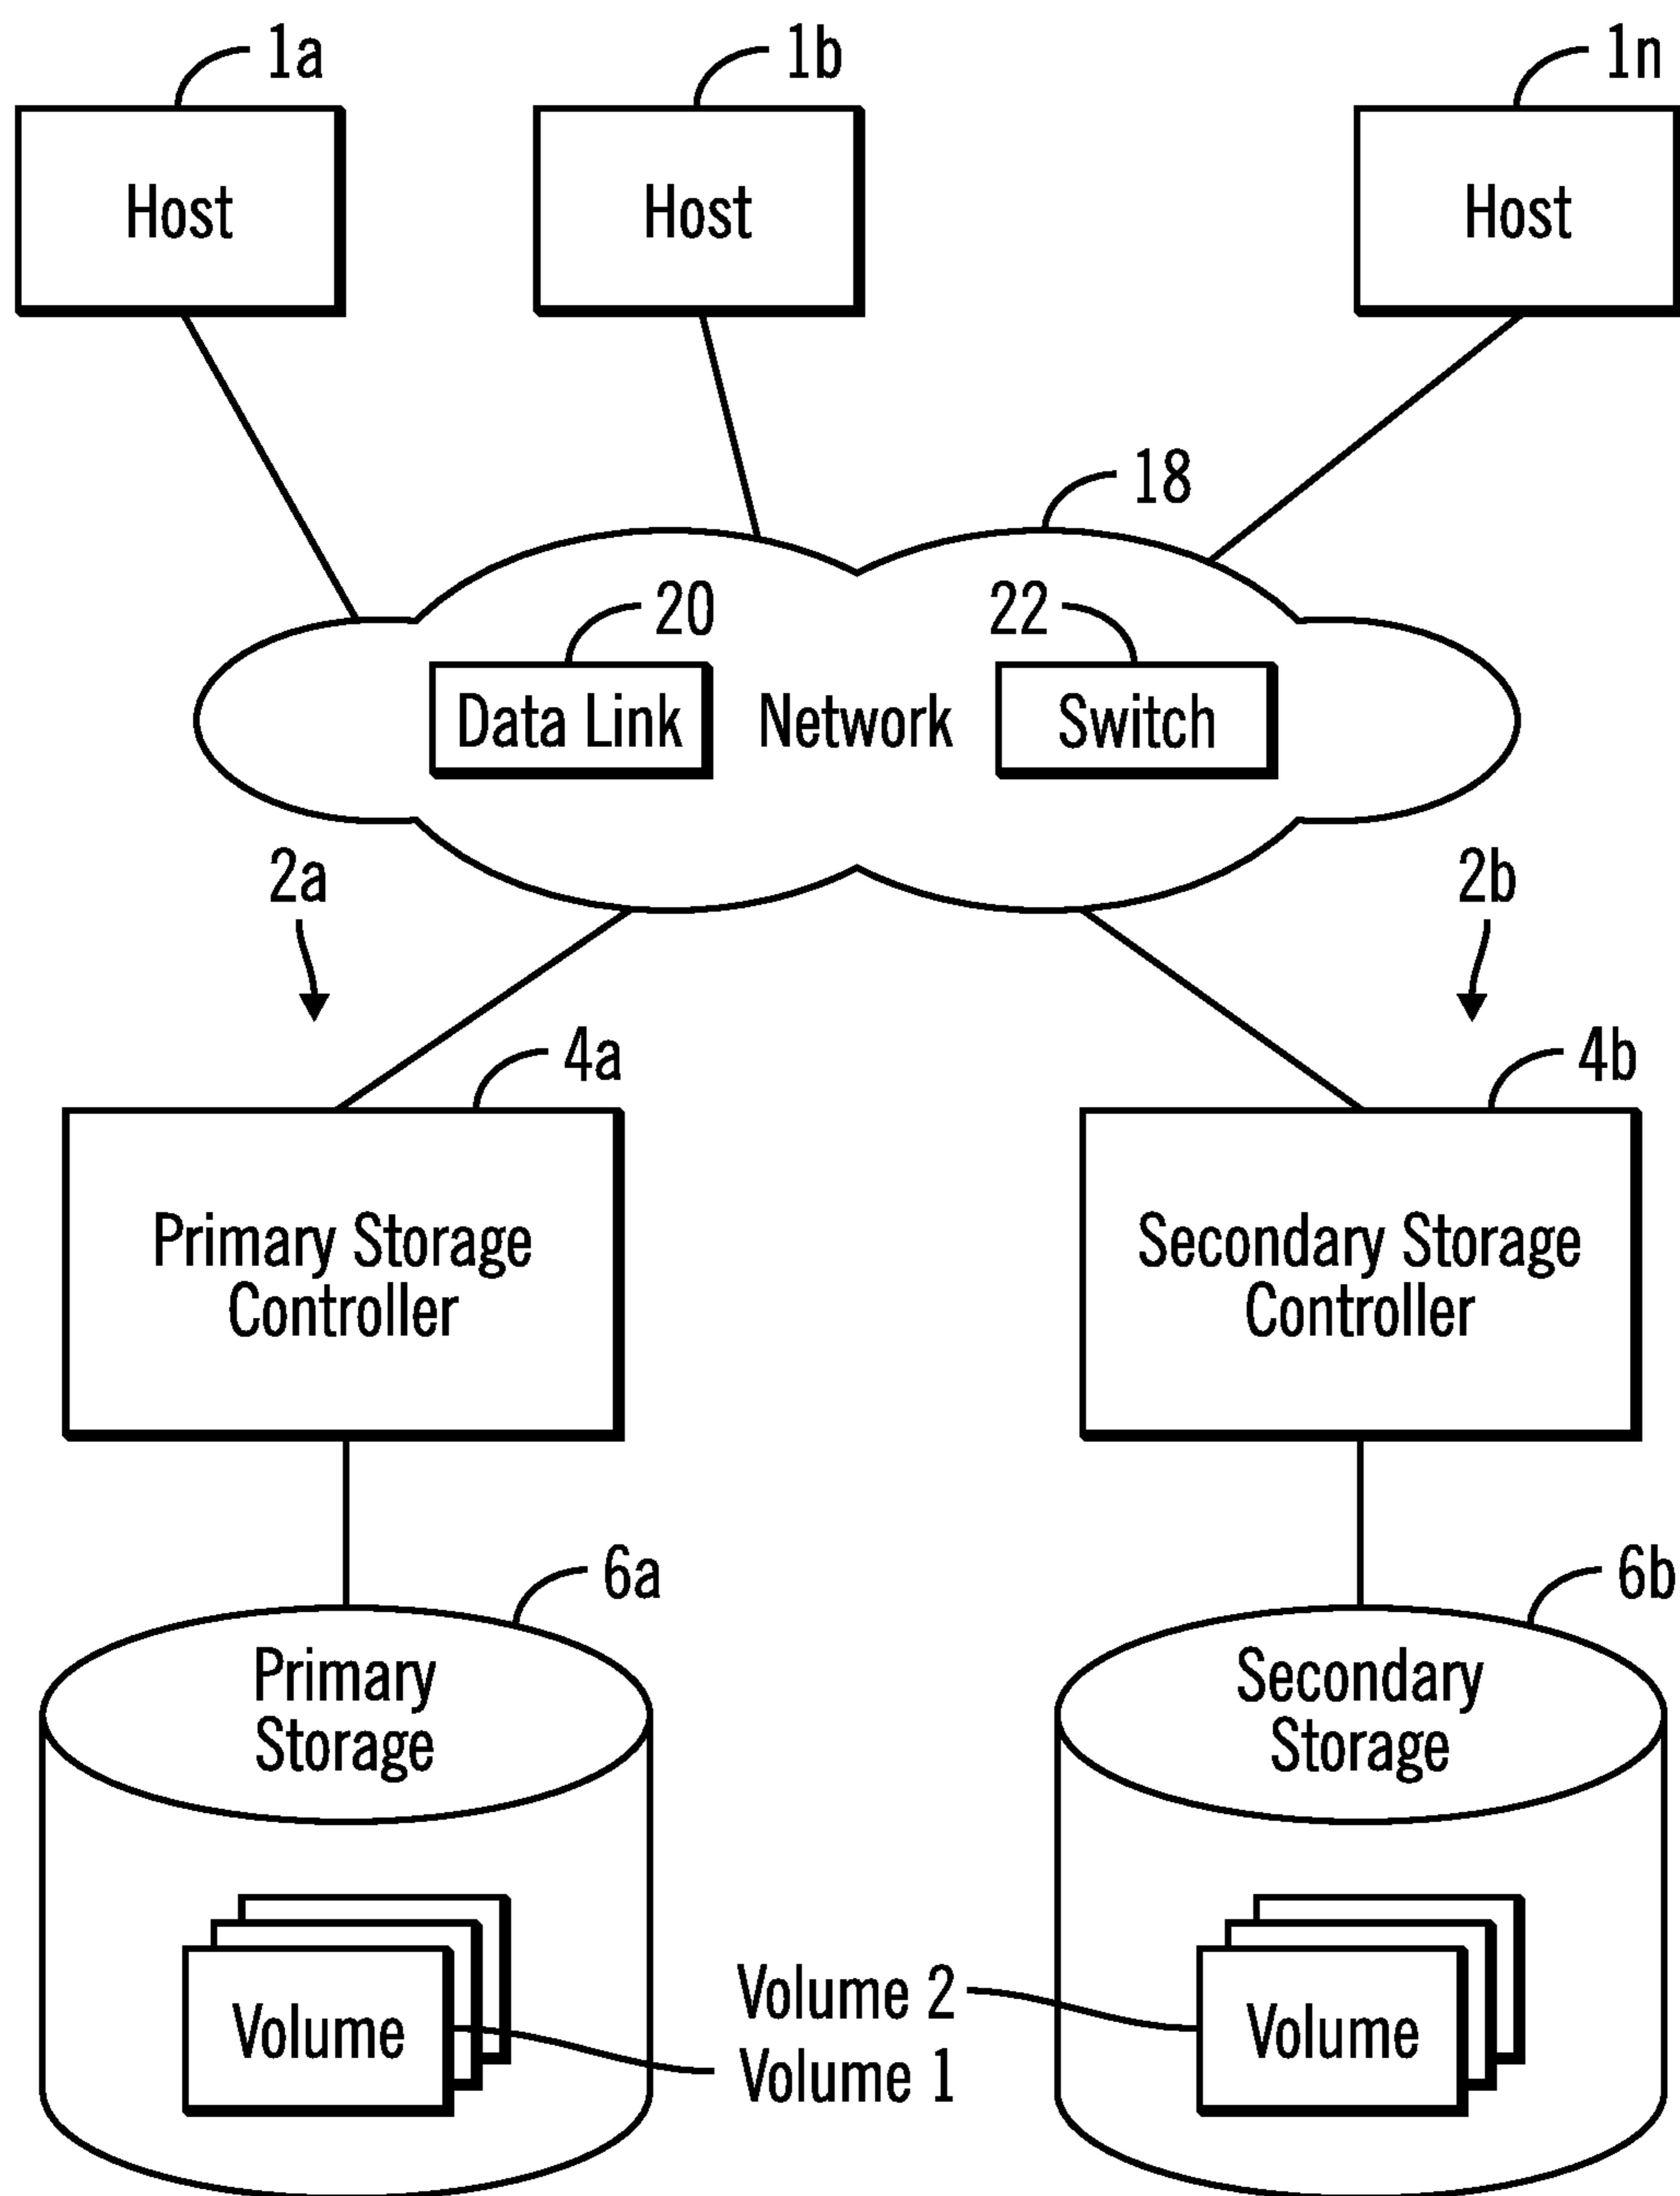 1a
1b
1n
Host
Host
Host
18
20
22
Data Link
Network
Switch
2a
2b
4a
4b
Primary Storage
Controller
Secondary Storage
Controller
6a
6b
Primary
Storage
Secondary
Storage
Volume
Volume 2
Volume 1
Volume